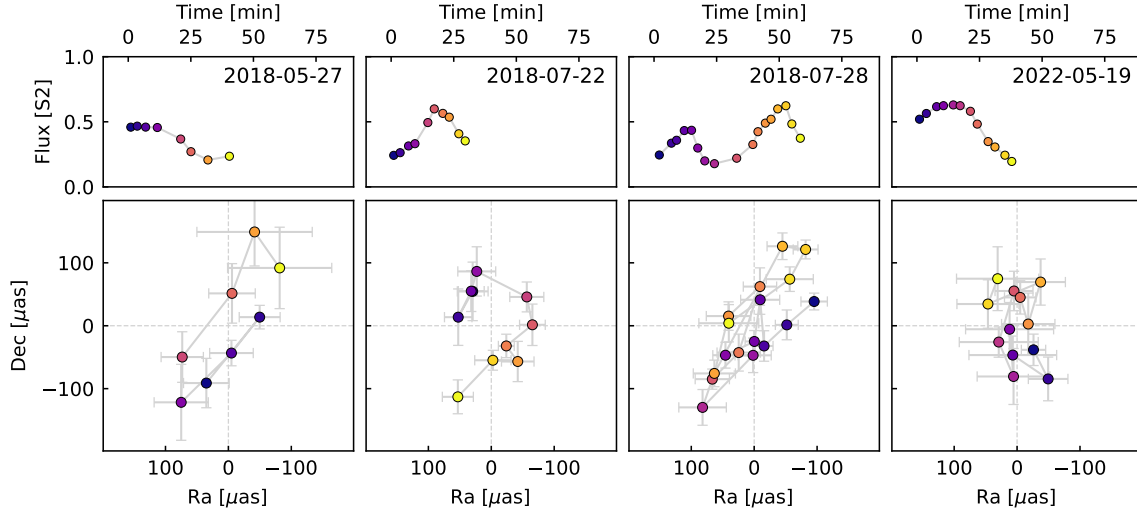 Time [min] Time [min] Time [min] Time [min]
0 25 50 75 0 25 50 75 0 25 50 75 0 25 50 75
1.0
0.5
0.0
Flux [S2]
2018-05-27 2018-07-22 2018-07-28 2022-05-19
100
0
−100
Dec [μas]
100 0 −100 100 0 −100 100 0 −100 100 0 −100
Ra [μas] Ra [μas] Ra [μas] Ra [μas]